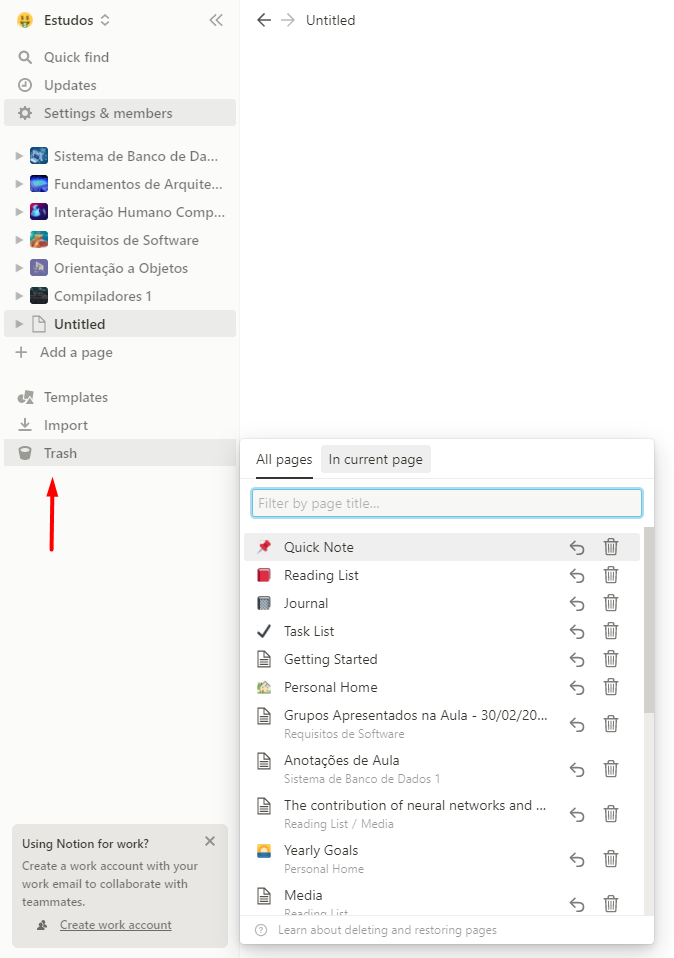 Estudos
Untitled
Quick find
Updates
Settings & members
Sistema de Banco de Da...
Fundamentos de Arquite...
Interação Humano Comp...
Requisitos de Software
Orientação a Objetos
Compiladores 1
Untitled
Add a page
Templates
Import
Trash
All pages
In current page
Filter by page title...
Quick Note
Reading List
Journal
Task List
Getting Started
Personal Home
Grupos Apresentados na Aula - 30/02/20...
Requisitos de Software
Anotações de Aula
Sistema de Banco de Dados 1
The contribution of neural networks and ...
Reading List / Media
Yearly Goals
Personal Home
Media
Reading List
Learn about deleting and restoring pages
Using Notion for work?
Create a work account with your
work email to collaborate with
teammates.
Create work account